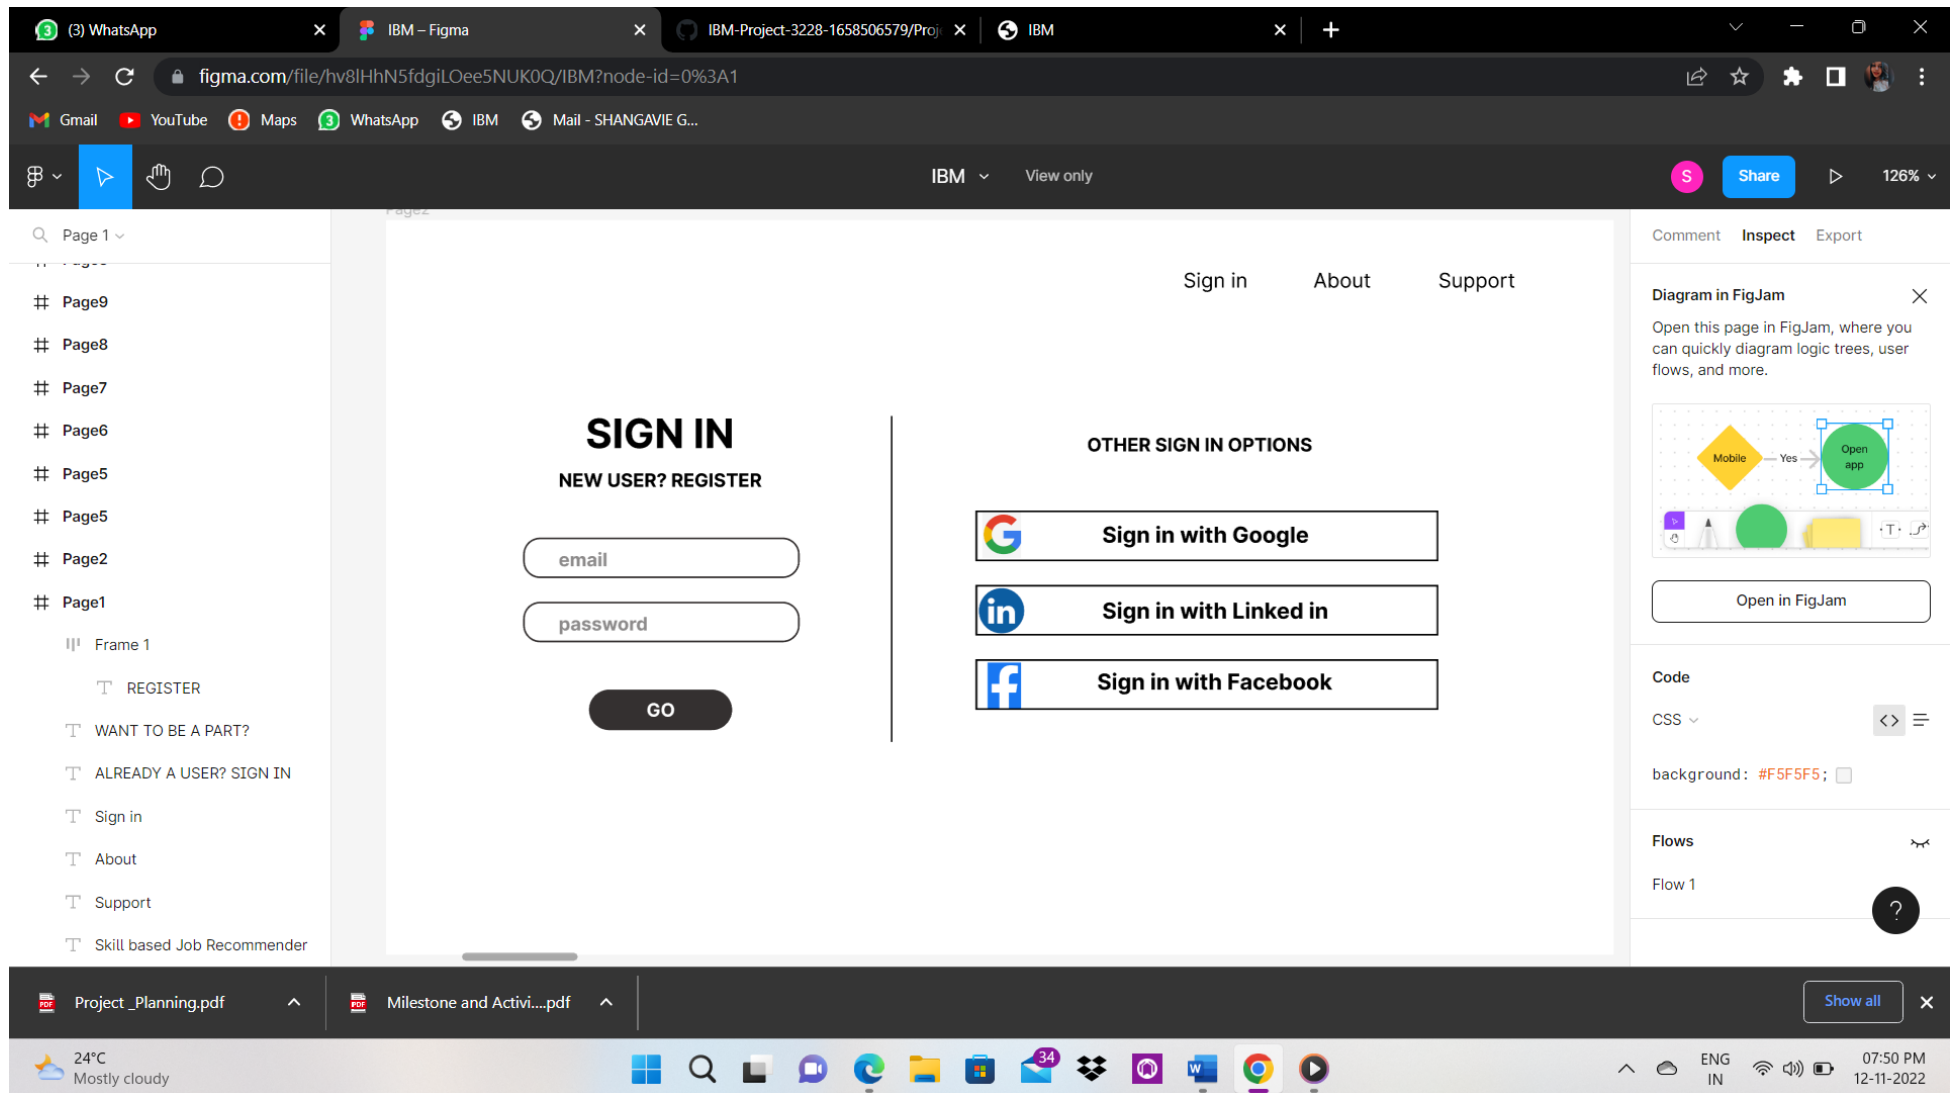 (3) WhatsApp
IBM – Figma
IBM-Project-3228-1658506579/Proj
IBM
figma.com/file/hv8lHhN5fdgiLOee5NUK0Q/IBM?node-id=0%3A1
Gmail
YouTube
Maps
WhatsApp
IBM
Mail - SHANGAVIE G...
IBM
View only
S
Share
126%
Page 1
Page9
Page8
Page7
Page6
Page5
Page5
Page2
Page1
Frame 1
REGISTER
WANT TO BE A PART?
ALREADY A USER? SIGN IN
Sign in
About
Support
Skill based Job Recommender
Page2
Sign in
About
Support
SIGN IN
NEW USER? REGISTER
email
password
GO
OTHER SIGN IN OPTIONS
Sign in with Google
in
Sign in with Linked in
f
Sign in with Facebook
Comment
Inspect
Export
Diagram in FigJam
Open this page in FigJam, where you
can quickly diagram logic trees, user
flows, and more.
Mobile
Yes
Open
app
T
Open in FigJam
Code
CSS
background: #F5F5F5;
Flows
Flow 1
?
Project _Planning.pdf
Milestone and Activi....pdf
Show all
24°C
Mostly cloudy
34
ENG
IN
07:50 PM
12-11-2022